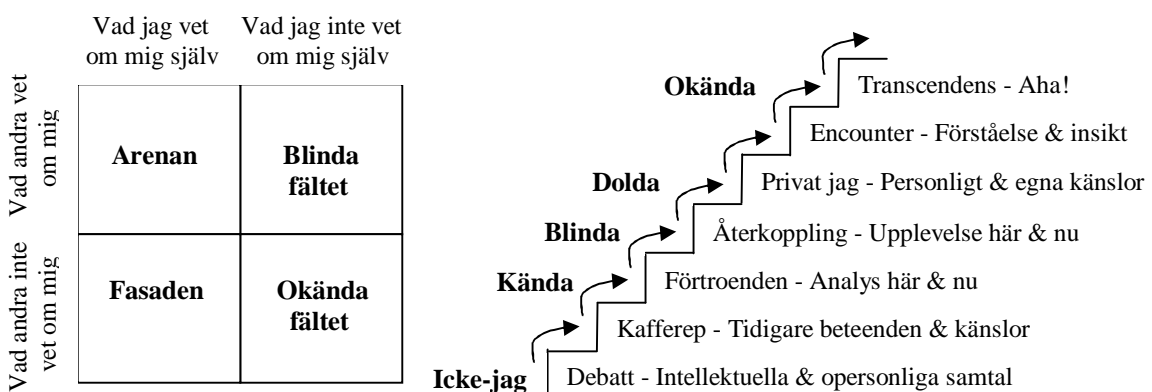 Vad jag vet
om mig själv
Vad jag inte vet
om mig själv
Vad andra vet
om mig
Vad andra inte
vet om mig
Arenan
Blinda
fältet
Fasaden
Okända
fältet
Okända
Transcendens - Aha!
Encounter - Förståelse & insikt
Dolda
Privat jag - Personligt & egna känslor
Blinda
Återkoppling - Upplevelse här & nu
Kända
Förtroenden - Analys här & nu
Kafferep - Tidigare beteenden & känslor
Icke-jag
Debatt - Intellektuella & opersonliga samtal